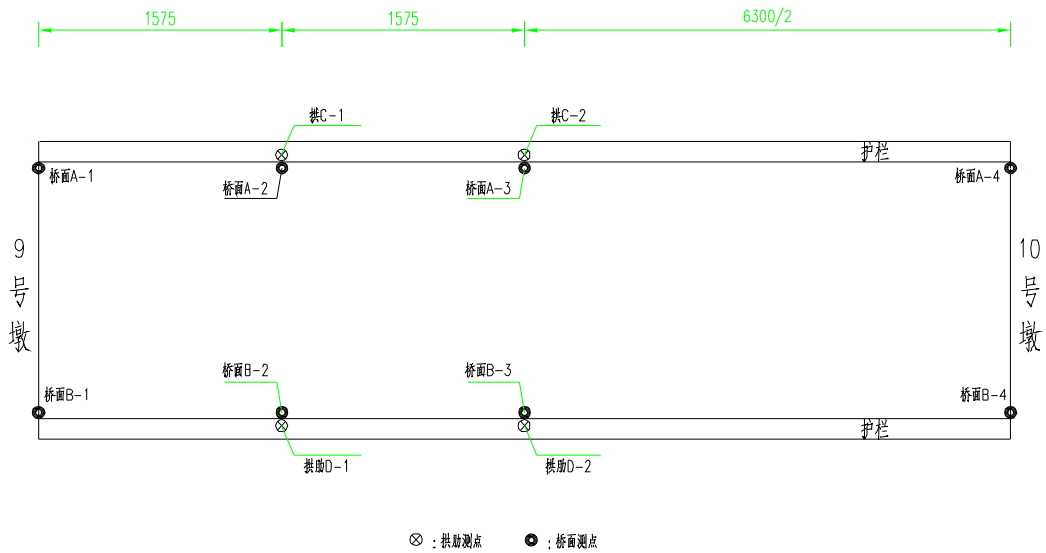 1575 1575 6300/2
拱C-1 拱C-2
护栏
桥面A-1 桥面A-2 桥面A-3 桥面A-4
9号墩 10号墩
桥面B-1 桥面B-2 桥面B-3 桥面B-4
护栏
拱肋D-1 拱肋D-2
：拱肋测点 ：桥面测点